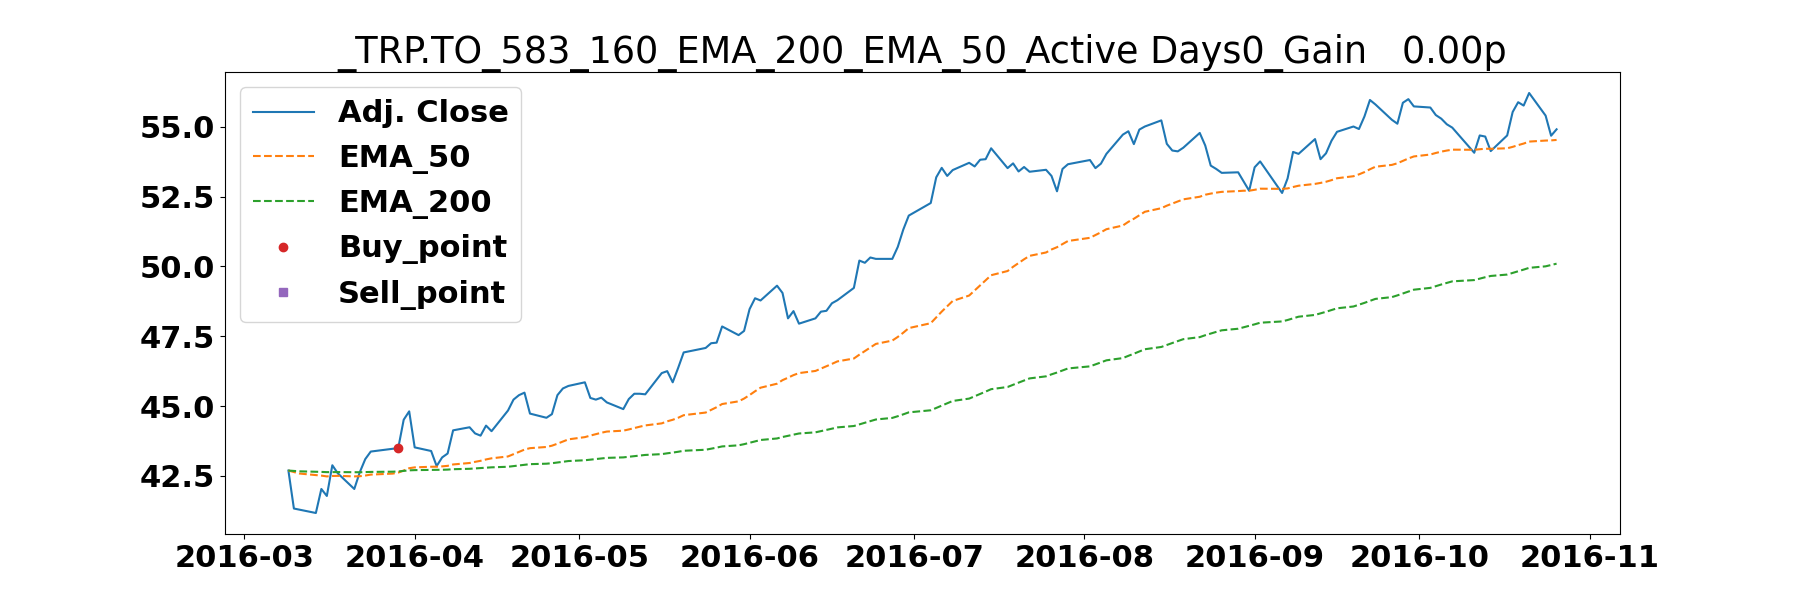 _TRP.TO_583_160_EMA_200_EMA_50_Active Days0_Gain   0.00p
Adj. Close
EMA_50
EMA_200
Buy_point
Sell_point
55.0
52.5
50.0
47.5
45.0
42.5
2016-03 2016-04 2016-05 2016-06 2016-07 2016-08 2016-09 2016-10 2016-11